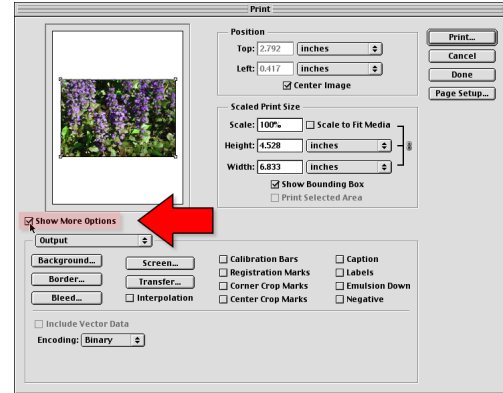 Print
Position
Top: 2.792 inches
Left: 0.417 inches
Center Image
Print...
Cancel
Done
Page Setup...
Scaled Print Size
Scale: 100% Scale to Fit Media
Height: 4.528 inches
Width: 6.833 inches
Show Bounding Box
Print Selected Area
Show More Options
Output
Background... Screen...
Border... Transfer...
Bleed... Interpolation
Calibration Bars Caption
Registration Marks Labels
Corner Crop Marks Emulsion Down
Center Crop Marks Negative
Include Vector Data
Encoding: Binary